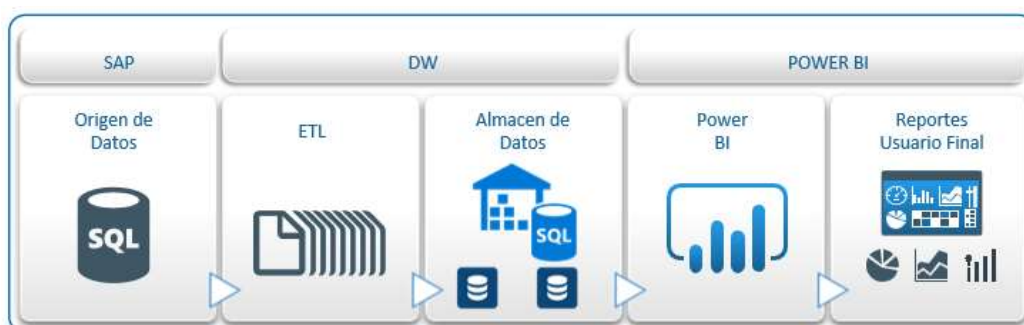 SAP
DW
POWER BI
Origen de
Datos
ETL
Almacen de
Datos
Power
BI
Reportes
Usuario Final
SQL
SQL